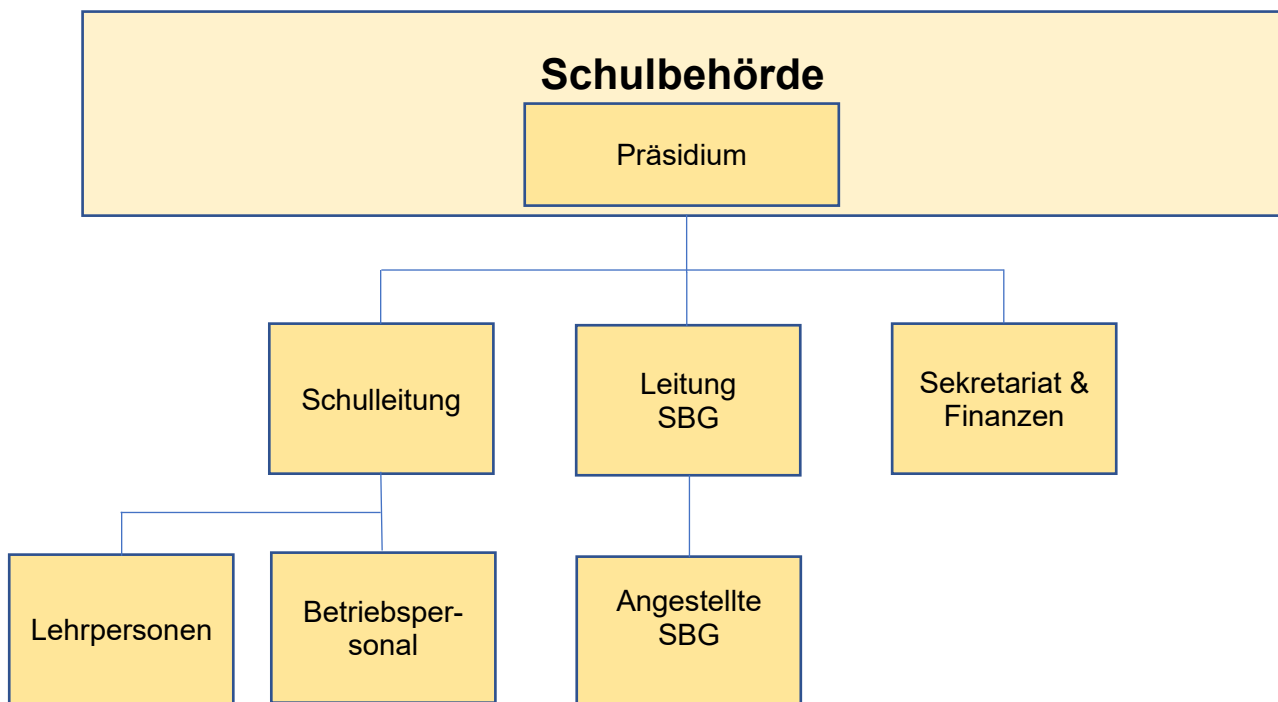 Schulbehörde
Präsidium
Schulleitung
Leitung
SBG
Sekretariat &
Finanzen
Lehrpersonen
Betriebsper-
sonal
Angestellte
SBG